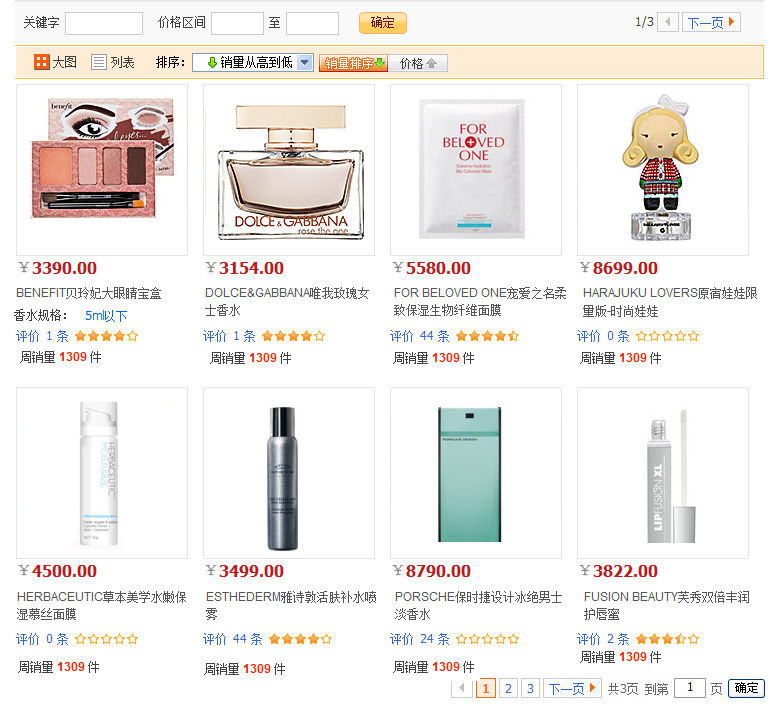 关键字 价格区间 至 确定 1/3 下一页
大图 列表 排序： 销量从高到低 销量排序 价格
benefit
DOLCE&GABBANA
rose the one
FOR
BELOVED
ONE
Extreme Hydration
Bio Cellulose Mask
¥3390.00 ¥3154.00 ¥5580.00 ¥8699.00
BENEFIT贝玲妃大眼睛宝盒
香水规格： 5ml以下
评价 1 条
周销量 1309 件
DOLCE&GABBANA唯我玫瑰女
士香水
评价 1 条
周销量 1309 件
FOR BELOVED ONE宠爱之名柔
致保湿生物纤维面膜
评价 44 条
周销量 1309 件
HARAJUKU LOVERS原宿娃娃限
量版-时尚娃娃
评价 0 条
周销量 1309 件
HERBACEUTIC
MOISTURIZE
PORSCHE DESIGN
LIPFUSION XL
¥4500.00 ¥3499.00 ¥8790.00 ¥3822.00
HERBACEUTIC草本美学水嫩保
湿慕丝面膜
评价 0 条
周销量 1309 件
ESTHEDERM雅诗敦活肤补水喷
雾
评价 44 条
周销量 1309 件
PORSCHE保时捷设计冰绝男士
淡香水
评价 24 条
周销量 1309 件
FUSION BEAUTY芙秀双倍丰润
护唇蜜
评价 2 条
周销量 1309 件
1 2 3 下一页 共3页 到第 1 页 确定